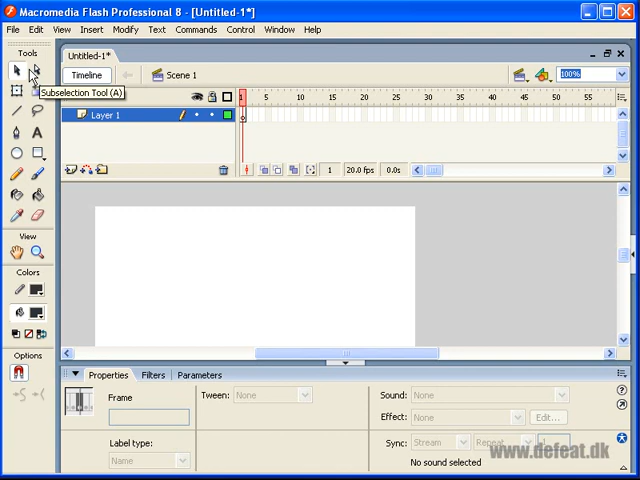 Macromedia Flash Professional 8 - [Untitled-1*]
File Edit View Insert Modify Text Commands Control Window Help
Tools
Untitled-1*
Timeline
Scene 1
100%
Subselection Tool (A)
1 5 10 15 20 25 30 35 40 45 50 55
Layer 1
A
1 20.0 fps 0.0s
View
Colors
Options
Properties Filters Parameters
Frame
Tween: None
Sound: None
Effect: None Edit...
Label type:
Name
Sync: Stream Repeat 1
No sound selected
www.defeat.dk